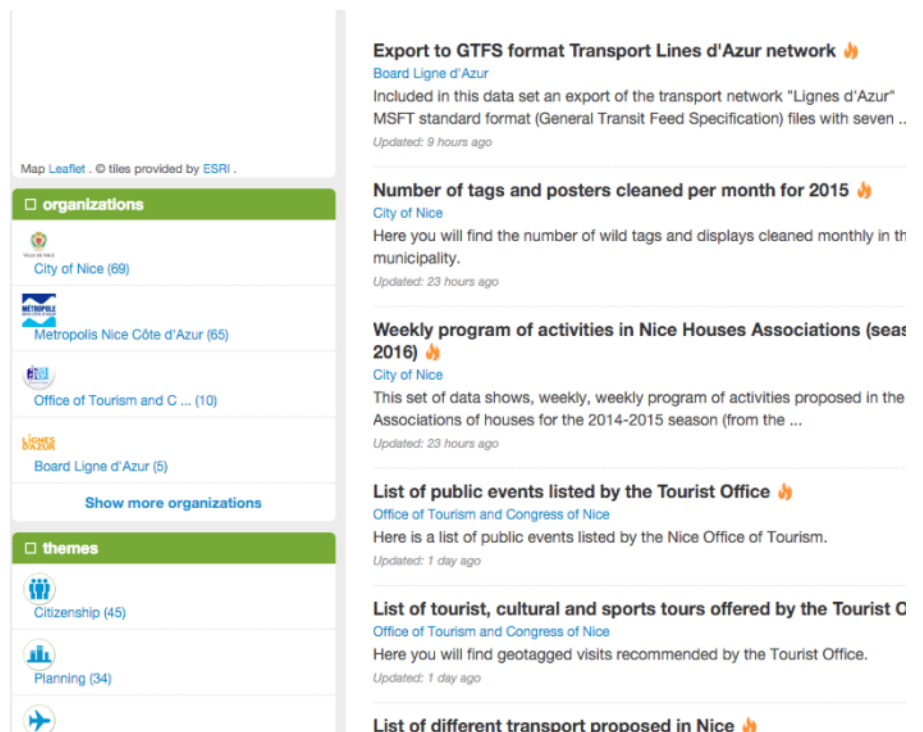 Map Leaflet . © tiles provided by ESRI .
organizations
VILLE DE NICE
City of Nice (69)
MÉTROPOLE
NICE CÔTE D'AZUR
Metropolis Nice Côte d'Azur (65)
Office of Tourism and C ... (10)
LIGNES
D'AZUR
Board Ligne d'Azur (5)
Show more organizations
themes
Citizenship (45)
Planning (34)
Export to GTFS format Transport Lines d'Azur network
Board Ligne d'Azur
Included in this data set an export of the transport network "Lignes d'Azur"
MSFT standard format (General Transit Feed Specification) files with seven ...
Updated: 9 hours ago
Number of tags and posters cleaned per month for 2015
City of Nice
Here you will find the number of wild tags and displays cleaned monthly in th
municipality.
Updated: 23 hours ago
Weekly program of activities in Nice Houses Associations (seas
2016)
City of Nice
This set of data shows, weekly, weekly program of activities proposed in the
Associations of houses for the 2014-2015 season (from the ...
Updated: 23 hours ago
List of public events listed by the Tourist Office
Office of Tourism and Congress of Nice
Here is a list of public events listed by the Nice Office of Tourism.
Updated: 1 day ago
List of tourist, cultural and sports tours offered by the Tourist O
Office of Tourism and Congress of Nice
Here you will find geotagged visits recommended by the Tourist Office.
Updated: 1 day ago
List of different transport proposed in Nice